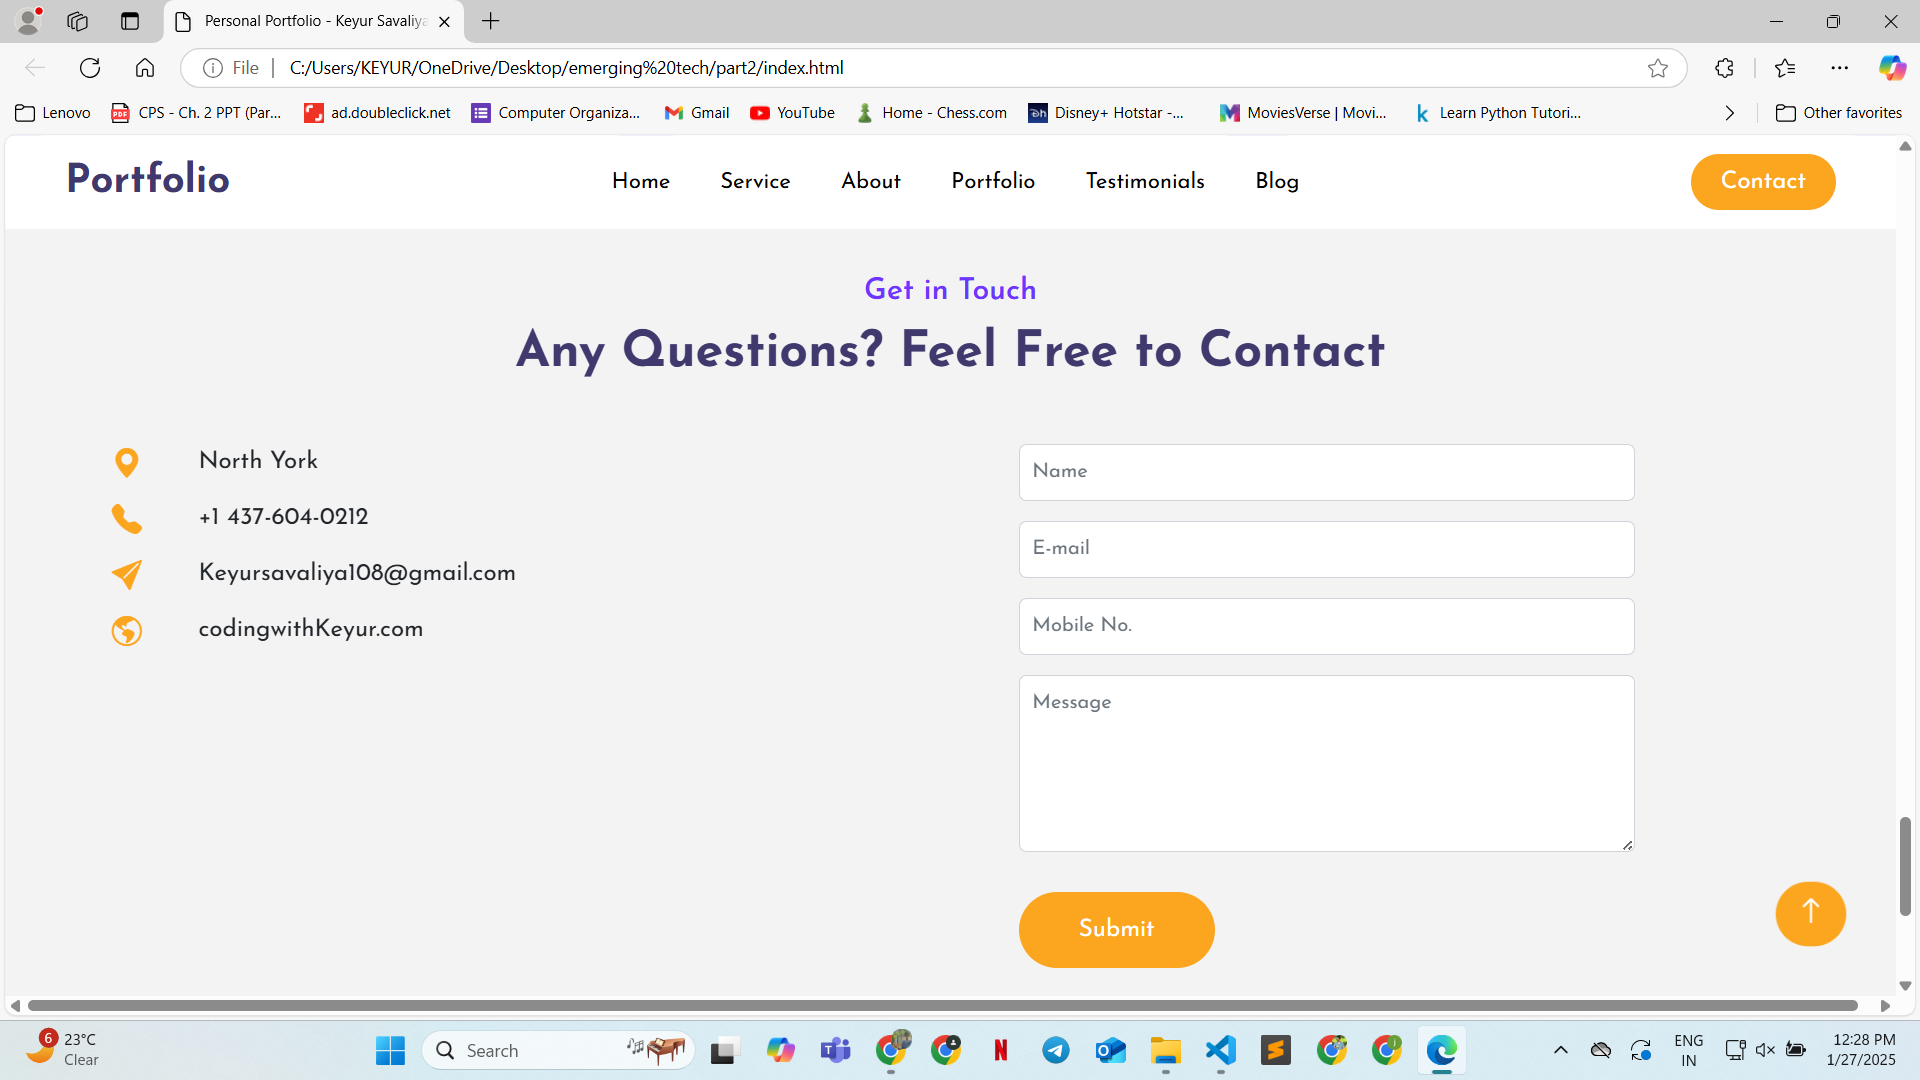 Personal Portfolio - Keyur Savaliya
File
C:/Users/KEYUR/OneDrive/Desktop/emerging%20tech/part2/index.html
Lenovo
CPS - Ch. 2 PPT (Par...
ad.doubleclick.net
Computer Organiza...
Gmail
YouTube
Home - Chess.com
Disney+ Hotstar -...
MoviesVerse | Movi...
Learn Python Tutori...
Other favorites
Portfolio
Home
Service
About
Portfolio
Testimonials
Blog
Contact
Get in Touch
Any Questions? Feel Free to Contact
North York
+1 437-604-0212
Keyursavaliya108@gmail.com
codingwithKeyur.com
Name
E-mail
Mobile No.
Message
Submit
6
23°C
Clear
Search
ENG
IN
12:28 PM
1/27/2025